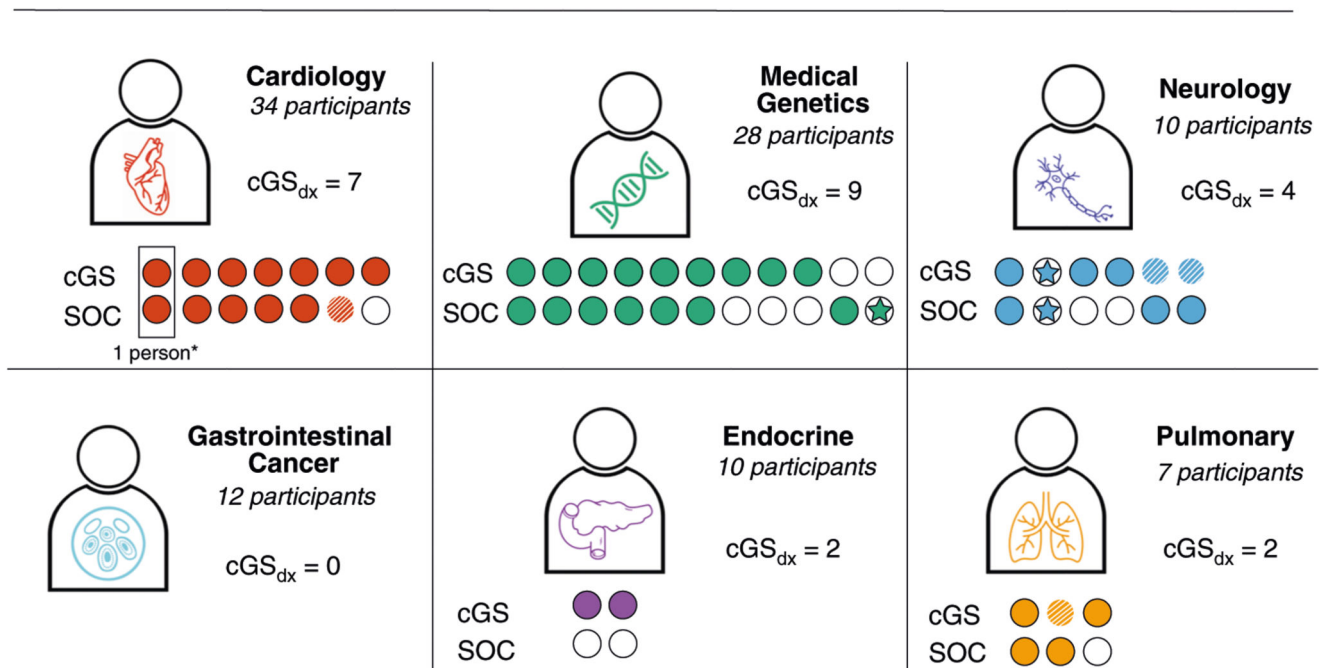 Cardiology
34 participants
cGSdx = 7
cGS
SOC
1 person*
Medical
Genetics
28 participants
cGSdx = 9
cGS
SOC
Neurology
10 participants
cGSdx = 4
cGS
SOC
Gastrointestinal
Cancer
12 participants
cGSdx = 0
Endocrine
10 participants
cGSdx = 2
cGS
SOC
Pulmonary
7 participants
cGSdx = 2
cGS
SOC